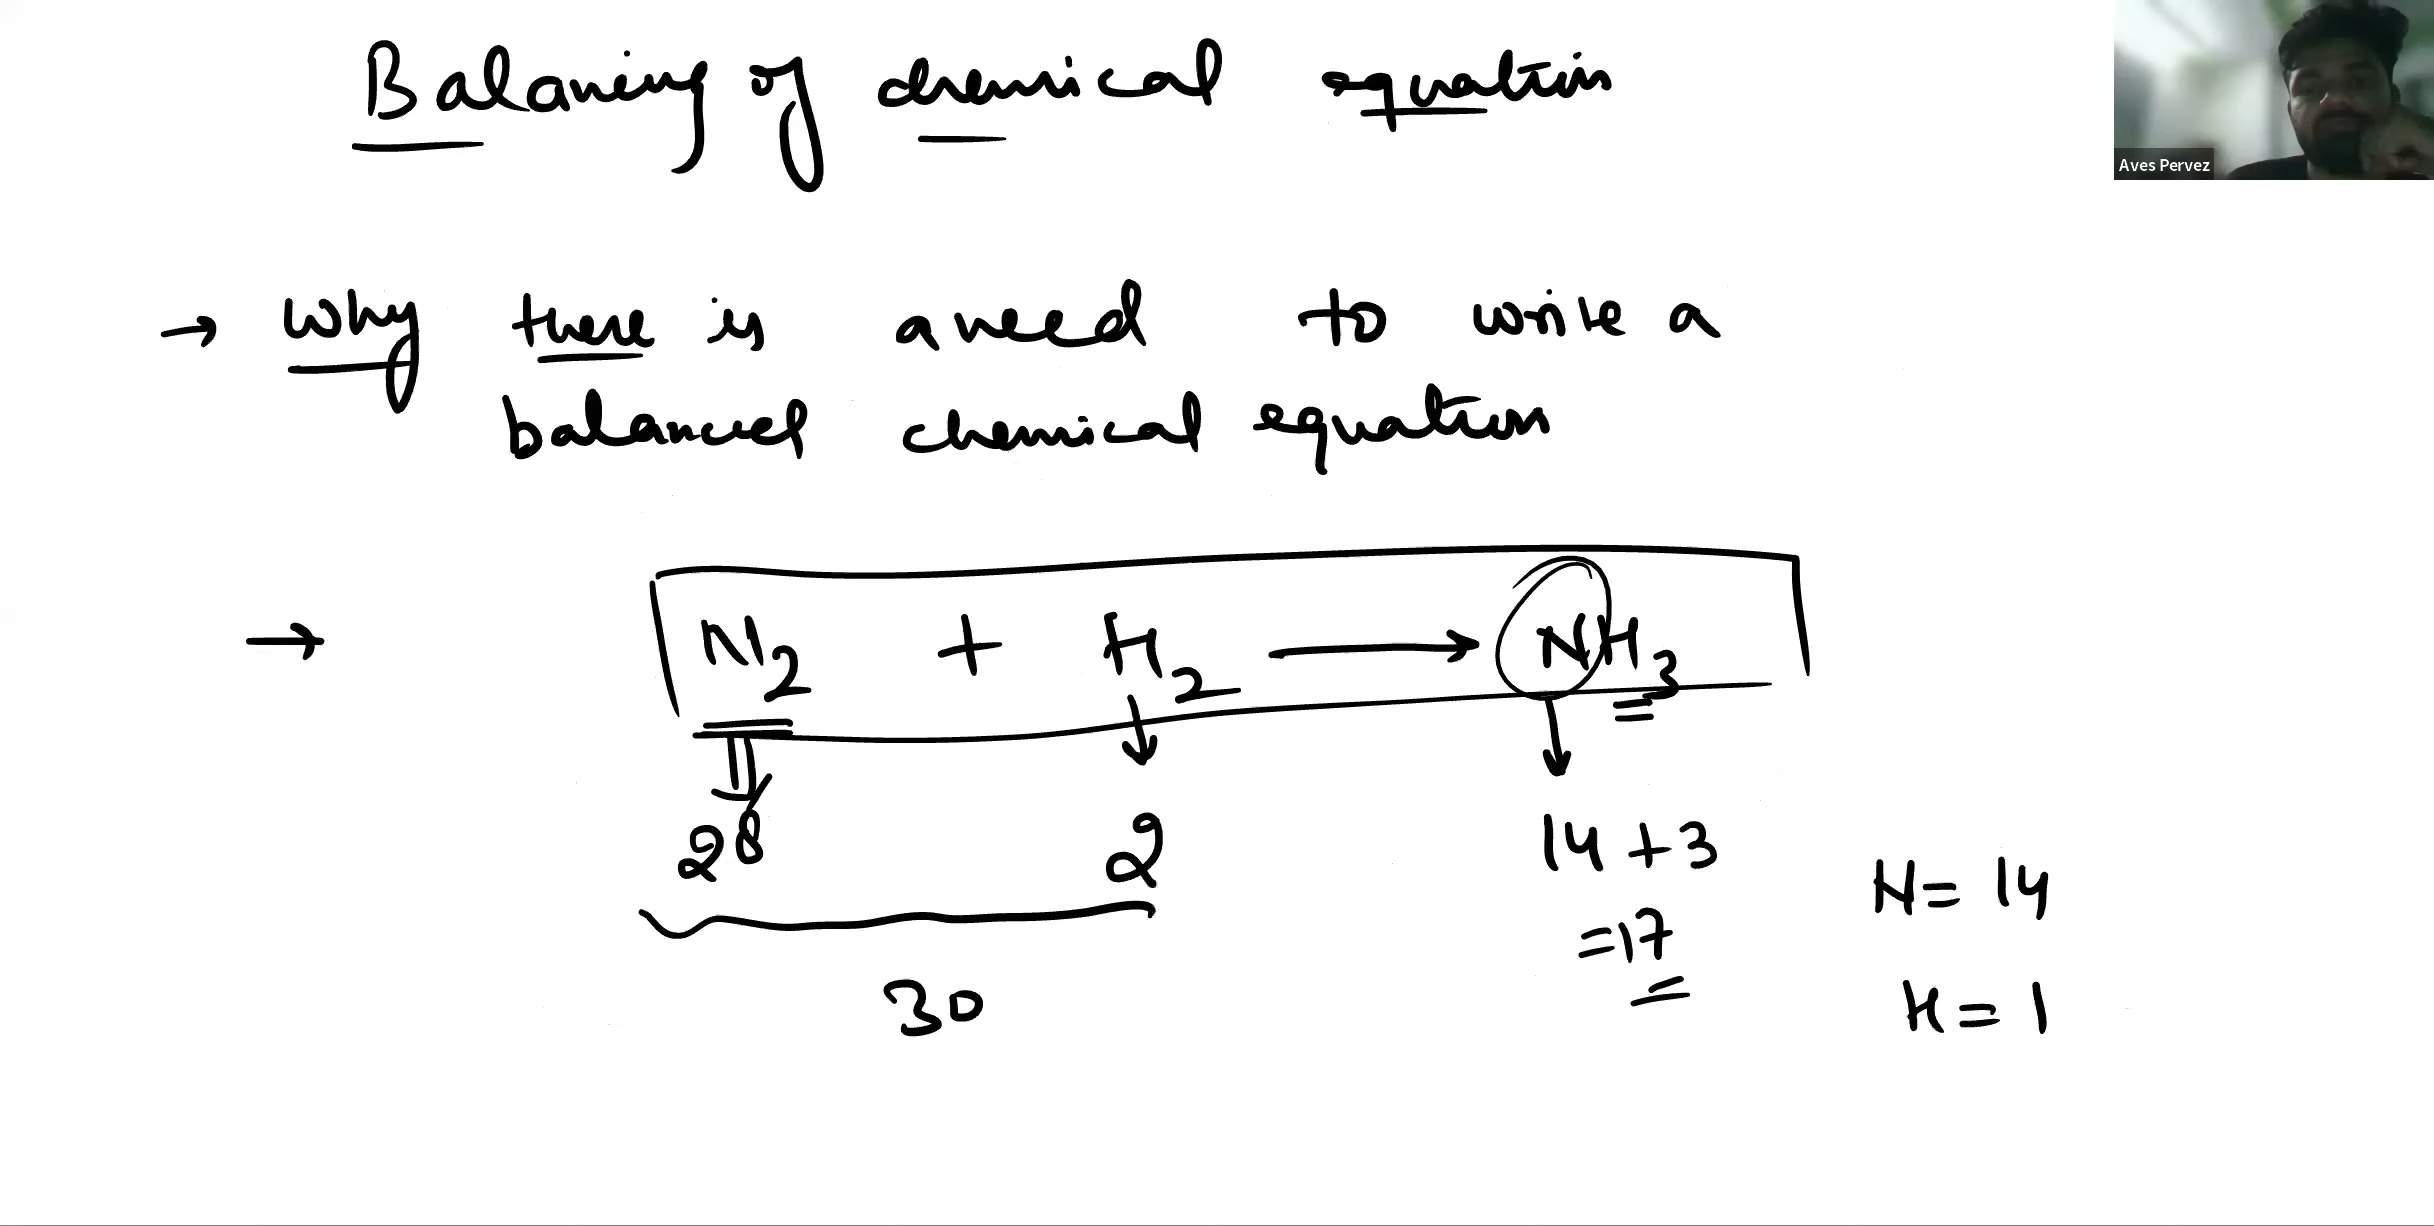 Balancing of chemical equation
Aves Pervez
→ Why there is a need to write a
balanced chemical equation
→ N₂ + H₂ → NH₃
28 2 14 + 3
N = 14
= 17
30
H = 1